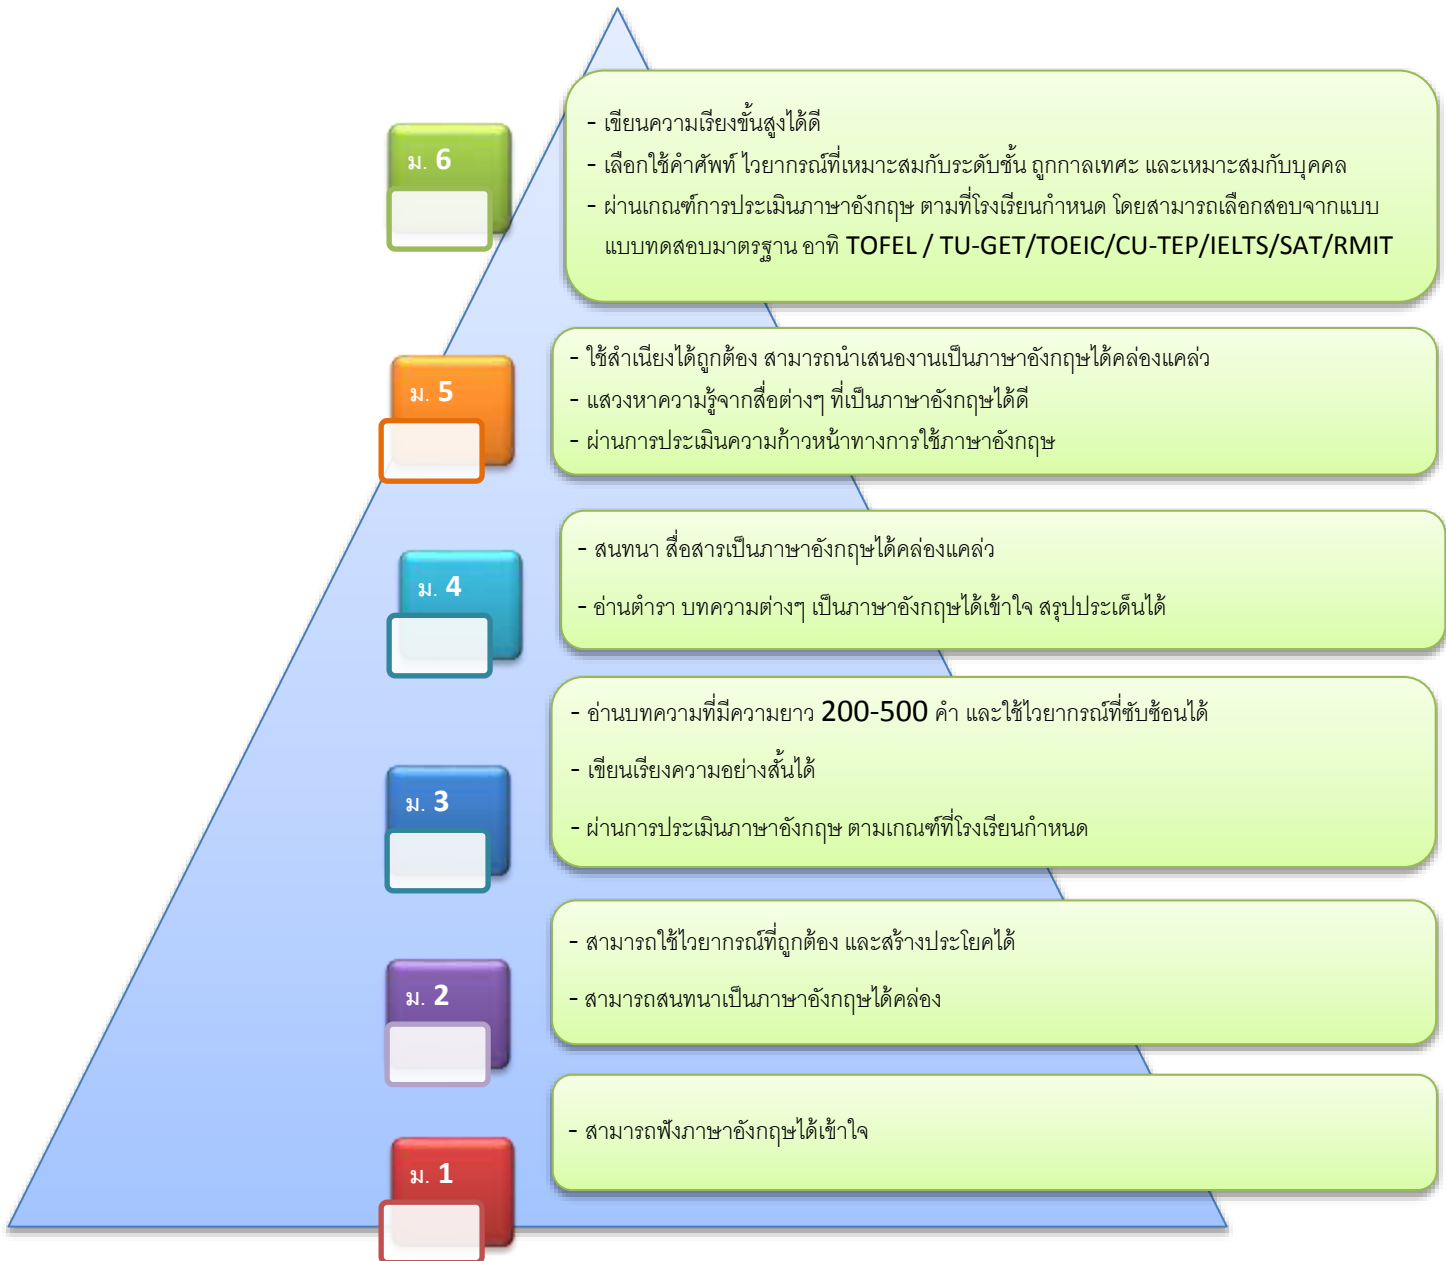 ม. 6
- เขียนความเรียงขั้นสูงได้ดี
- เลือกใช้คำศัพท์ ไวยากรณ์ที่เหมาะสมกับระดับชั้น ถูกกาลเทศะ และเหมาะสมกับบุคคล
- ผ่านเกณฑ์การประเมินภาษาอังกฤษ ตามที่โรงเรียนกำหนด โดยสามารถเลือกสอบจากแบบ
แบบทดสอบมาตรฐาน อาทิ TOFEL / TU-GET/TOEIC/CU-TEP/IELTS/SAT/RMIT
ม. 5
- ใช้สำเนียงได้ถูกต้อง สามารถนำเสนองานเป็นภาษาอังกฤษได้คล่องแคล่ว
- แสวงหาความรู้จากสื่อต่างๆ ที่เป็นภาษาอังกฤษได้ดี
- ผ่านการประเมินความก้าวหน้าทางการใช้ภาษาอังกฤษ
ม. 4
- สนทนา สื่อสารเป็นภาษาอังกฤษได้คล่องแคล่ว
- อ่านตำรา บทความต่างๆ เป็นภาษาอังกฤษได้เข้าใจ สรุปประเด็นได้
ม. 3
- อ่านบทความที่มีความยาว 200-500 คำ และใช้ไวยากรณ์ที่ซับซ้อนได้
- เขียนเรียงความอย่างสั้นได้
- ผ่านการประเมินภาษาอังกฤษ ตามเกณฑ์ที่โรงเรียนกำหนด
ม. 2
- สามารถใช้ไวยากรณ์ที่ถูกต้อง และสร้างประโยคได้
- สามารถสนทนาเป็นภาษาอังกฤษได้คล่อง
ม. 1
- สามารถฟังภาษาอังกฤษได้เข้าใจ